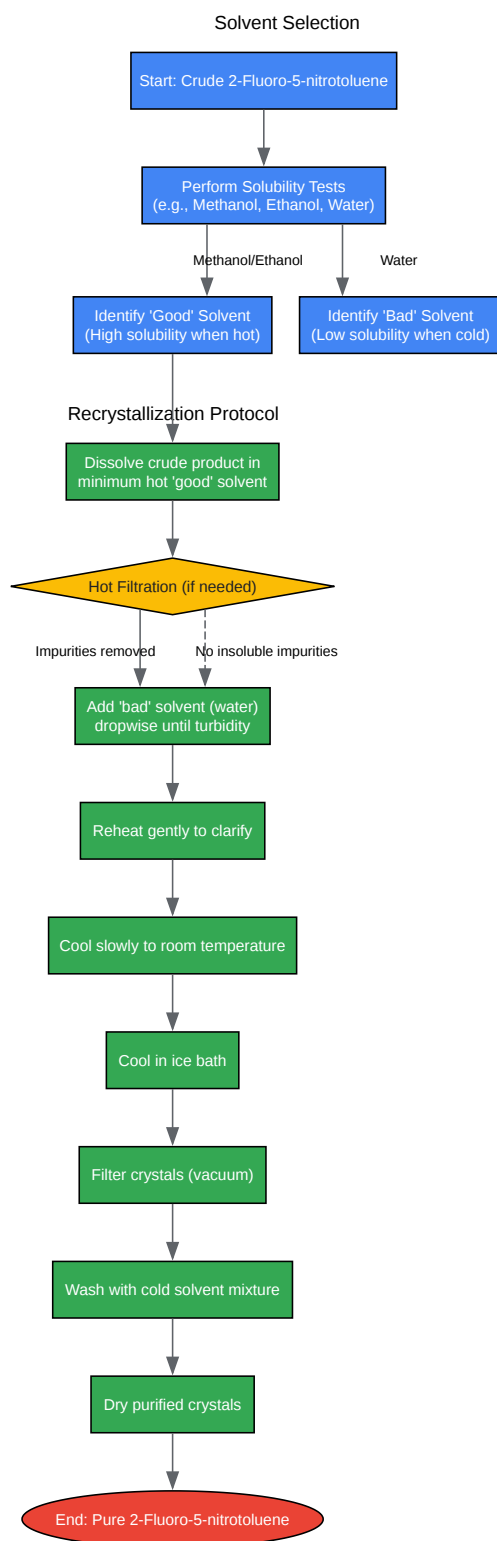 Solvent Selection
Start: Crude 2-Fluoro-5-nitrotoluene
Perform Solubility Tests
(e.g., Methanol, Ethanol, Water)
Methanol/Ethanol
Water
Identify 'Good' Solvent
(High solubility when hot)
Identify 'Bad' Solvent
(Low solubility when cold)
Recrystallization Protocol
Dissolve crude product in
minimum hot 'good' solvent
Hot Filtration (if needed)
Impurities removed
No insoluble impurities
Add 'bad' solvent (water)
dropwise until turbidity
Reheat gently to clarify
Cool slowly to room temperature
Cool in ice bath
Filter crystals (vacuum)
Wash with cold solvent mixture
Dry purified crystals
End: Pure 2-Fluoro-5-nitrotoluene